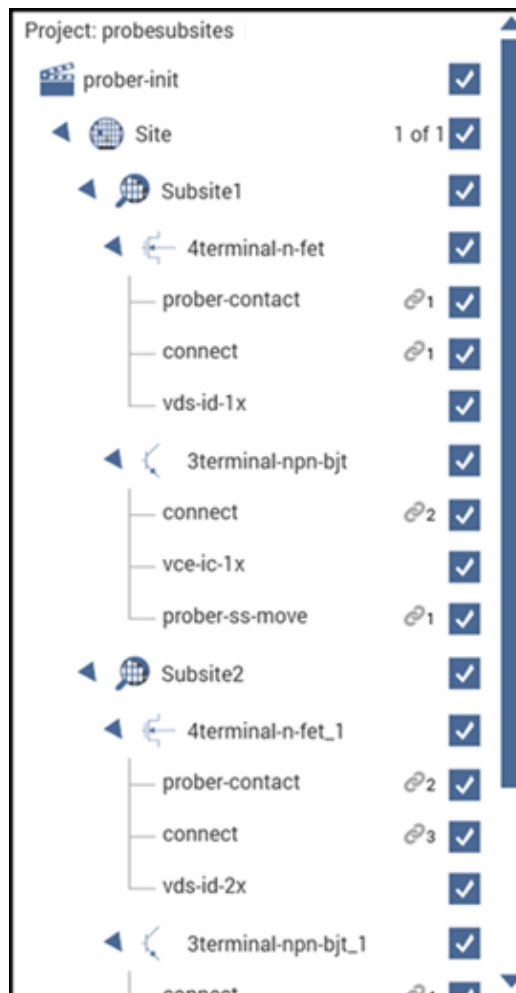 Project: probesubsites
prober-init
Site 1 of 1
Subsite1
4terminal-n-fet
prober-contact 1
connect 1
vds-id-1x
3terminal-npn-bjt
connect 2
vce-ic-1x
prober-ss-move 1
Subsite2
4terminal-n-fet_1
prober-contact 2
connect 3
vds-id-2x
3terminal-npn-bjt_1
connect